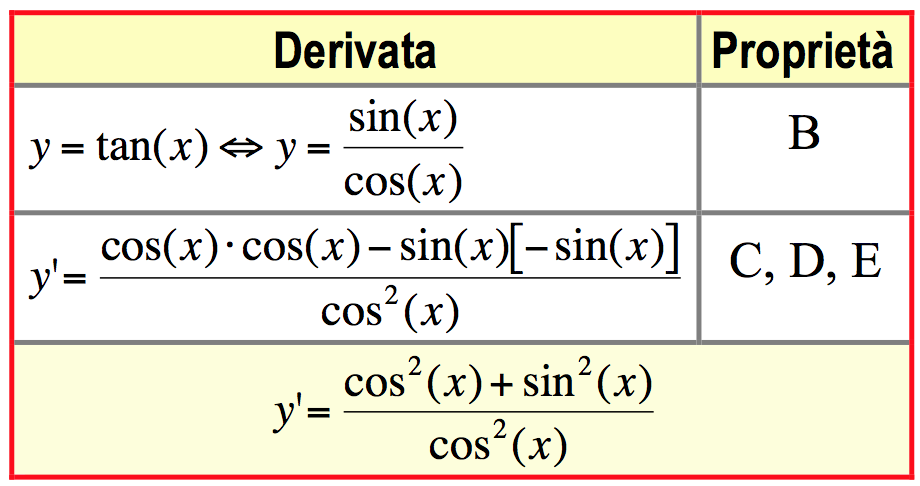 Derivata Proprietà
y = tan(x) ⇔ y = sin(x) / cos(x) B
y' = cos(x)·cos(x) − sin(x)[−sin(x)] / cos²(x) C, D, E
y' = cos²(x) + sin²(x) / cos²(x)